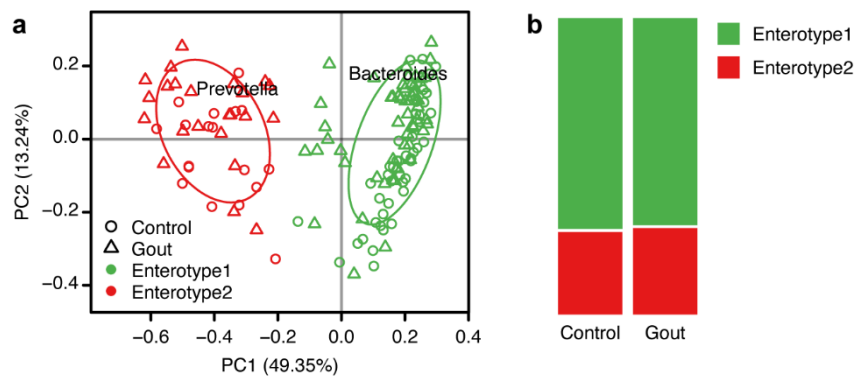 a
PC2 (13.24%)
0.2
0.0
−0.2
−0.4
Prevotella
Bacteroides
Control
Gout
Enterotype1
Enterotype2
−0.6 −0.4 −0.2 0.0 0.2 0.4
PC1 (49.35%)
b
Enterotype1
Enterotype2
Control Gout